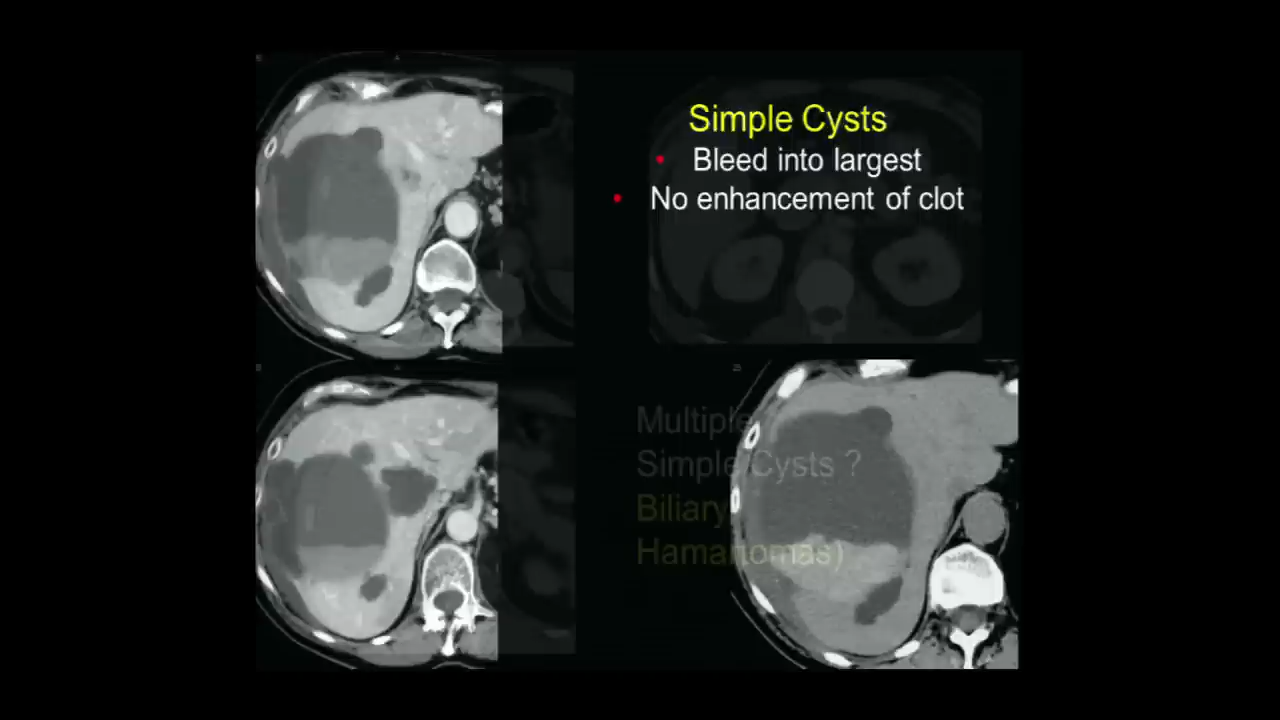 Simple Cysts
• Bleed into largest
• No enhancement of clot
Multiple
Simple Cysts ?
Biliary
Hamartomas)